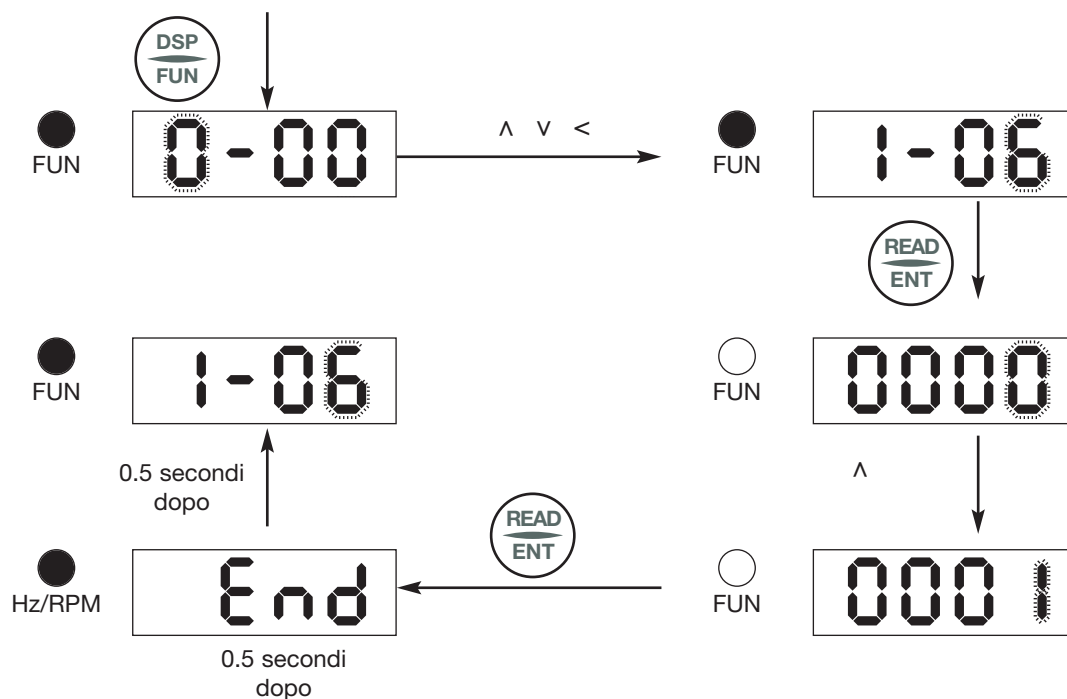 DSP
FUN
FUN
0-00
∧ ∨ <
FUN
1-06
READ
ENT
FUN
1-06
FUN
0000
0.5 secondi
dopo
∧
READ
ENT
Hz/RPM
End
FUN
0001
0.5 secondi
dopo